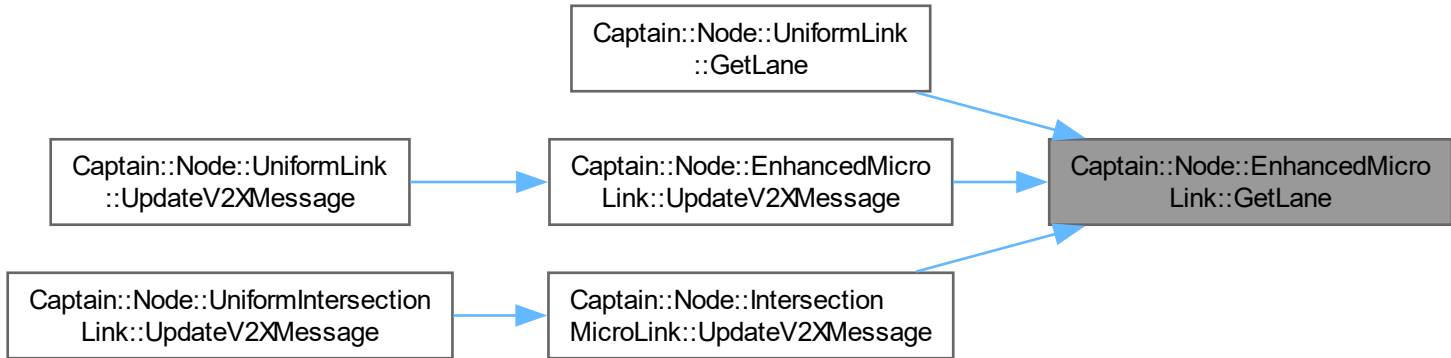 Captain::Node::UniformLink
::GetLane
Captain::Node::UniformLink
::UpdateV2XMessage
Captain::Node::EnhancedMicro
Link::UpdateV2XMessage
Captain::Node::EnhancedMicro
Link::GetLane
Captain::Node::UniformIntersection
Link::UpdateV2XMessage
Captain::Node::Intersection
MicroLink::UpdateV2XMessage